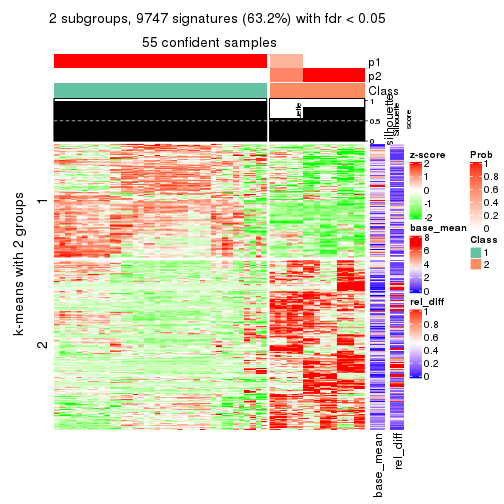 2 subgroups, 9747 signatures (63.2%) with fdr < 0.05
55 confident samples
p1
p2
Class
1
0.5
0
silhouette
Silhouette
score
k-means with 2 groups
1
2
z-score
2
1
0
-1
-2
base_mean
8
6
4
2
0
rel_diff
1
0.8
0.6
0.4
0.2
0
Prob
1
0.8
0.6
0.4
0.2
0
Class
1
2
base_mean
rel_diff